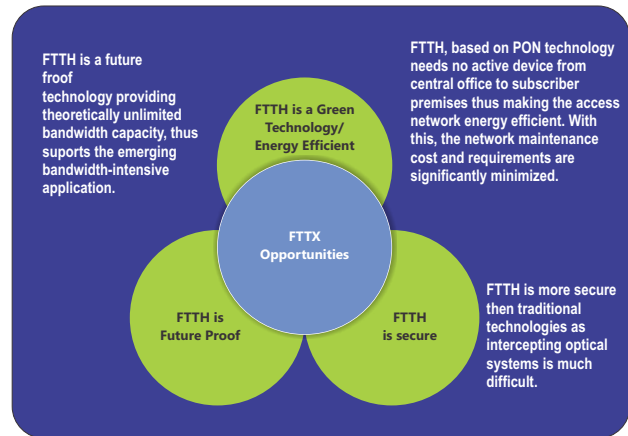 FTTH is a future
froof
technology providing
theoretically unlimited
bandwidth capacity, thus
suports the emerging
bandwidth-intensive
application.
FTTH is a Green
Technology/
Energy Efficient
FTTH, based on PON technology
needs no active device from
central office to subscriber
premises thus making the access
network energy efficient. With
this, the network maintenance
cost and requirements are
significantly minimized.
FTTX
Opportunities
FTTH is
Future Proof
FTTH
is secure
FTTH is more secure
then traditional
technologies as
intercepting optical
systems is much
difficult.